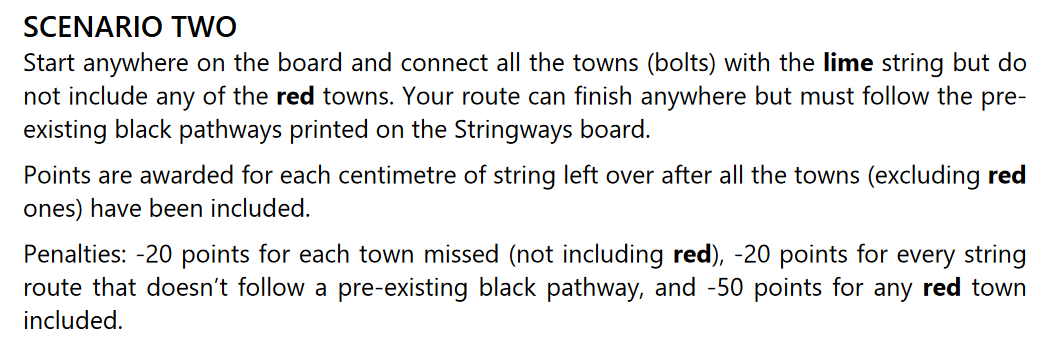 SCENARIO TWO
Start anywhere on the board and connect all the towns (bolts) with the lime string but do
not include any of the red towns. Your route can finish anywhere but must follow the pre-
existing black pathways printed on the Stringways board.
Points are awarded for each centimetre of string left over after all the towns (excluding red
ones) have been included.
Penalties: -20 points for each town missed (not including red), -20 points for every string
route that doesn’t follow a pre-existing black pathway, and -50 points for any red town
included.